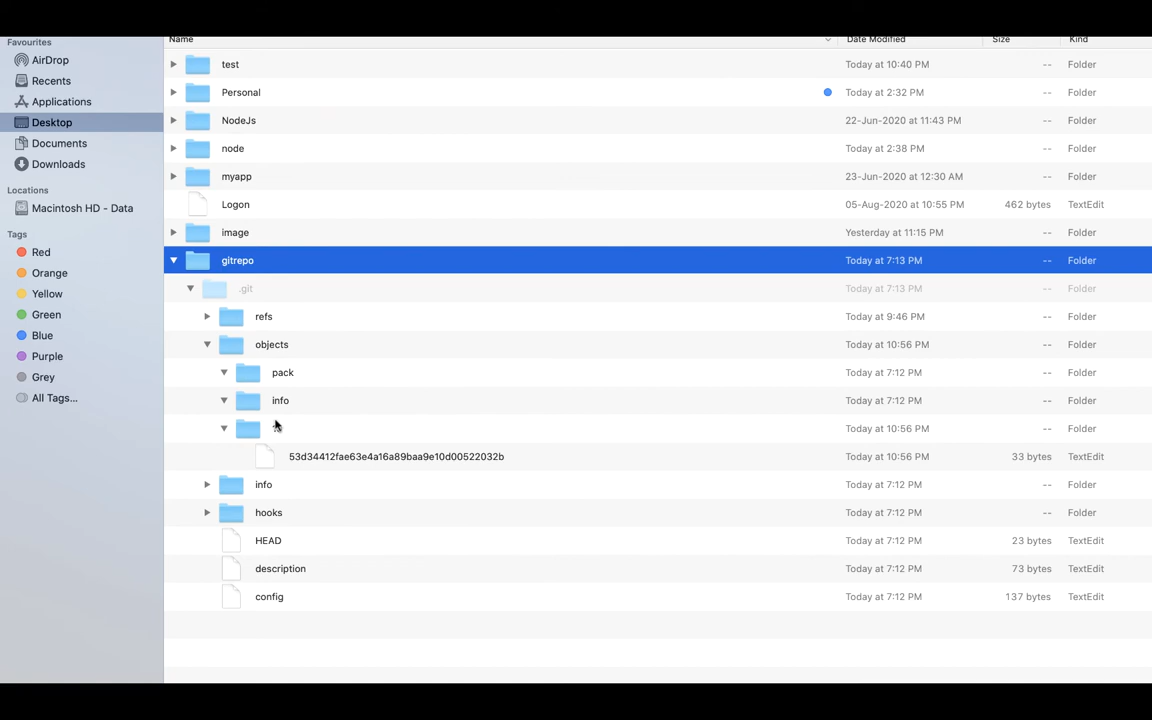 Favourites
AirDrop
Recents
Applications
Desktop
Documents
Downloads
Locations
Macintosh HD - Data
Tags
Red
Orange
Yellow
Green
Blue
Purple
Grey
All Tags...
Name Date Modified Size Kind
test Today at 10:40 PM -- Folder
Personal Today at 2:32 PM -- Folder
NodeJs 22-Jun-2020 at 11:43 PM -- Folder
node Today at 2:38 PM -- Folder
myapp 23-Jun-2020 at 12:30 AM -- Folder
Logon 05-Aug-2020 at 10:55 PM 462 bytes TextEdit
image Yesterday at 11:15 PM -- Folder
gitrepo Today at 7:13 PM -- Folder
.git Today at 7:13 PM -- Folder
refs Today at 9:46 PM -- Folder
objects Today at 10:56 PM -- Folder
pack Today at 7:12 PM -- Folder
info Today at 7:12 PM -- Folder
Today at 10:56 PM -- Folder
53d34412fae63e4a16a89baa9e10d00522032b Today at 10:56 PM 33 bytes TextEdit
info Today at 7:12 PM -- Folder
hooks Today at 7:12 PM -- Folder
HEAD Today at 7:12 PM 23 bytes TextEdit
description Today at 7:12 PM 73 bytes TextEdit
config Today at 7:12 PM 137 bytes TextEdit